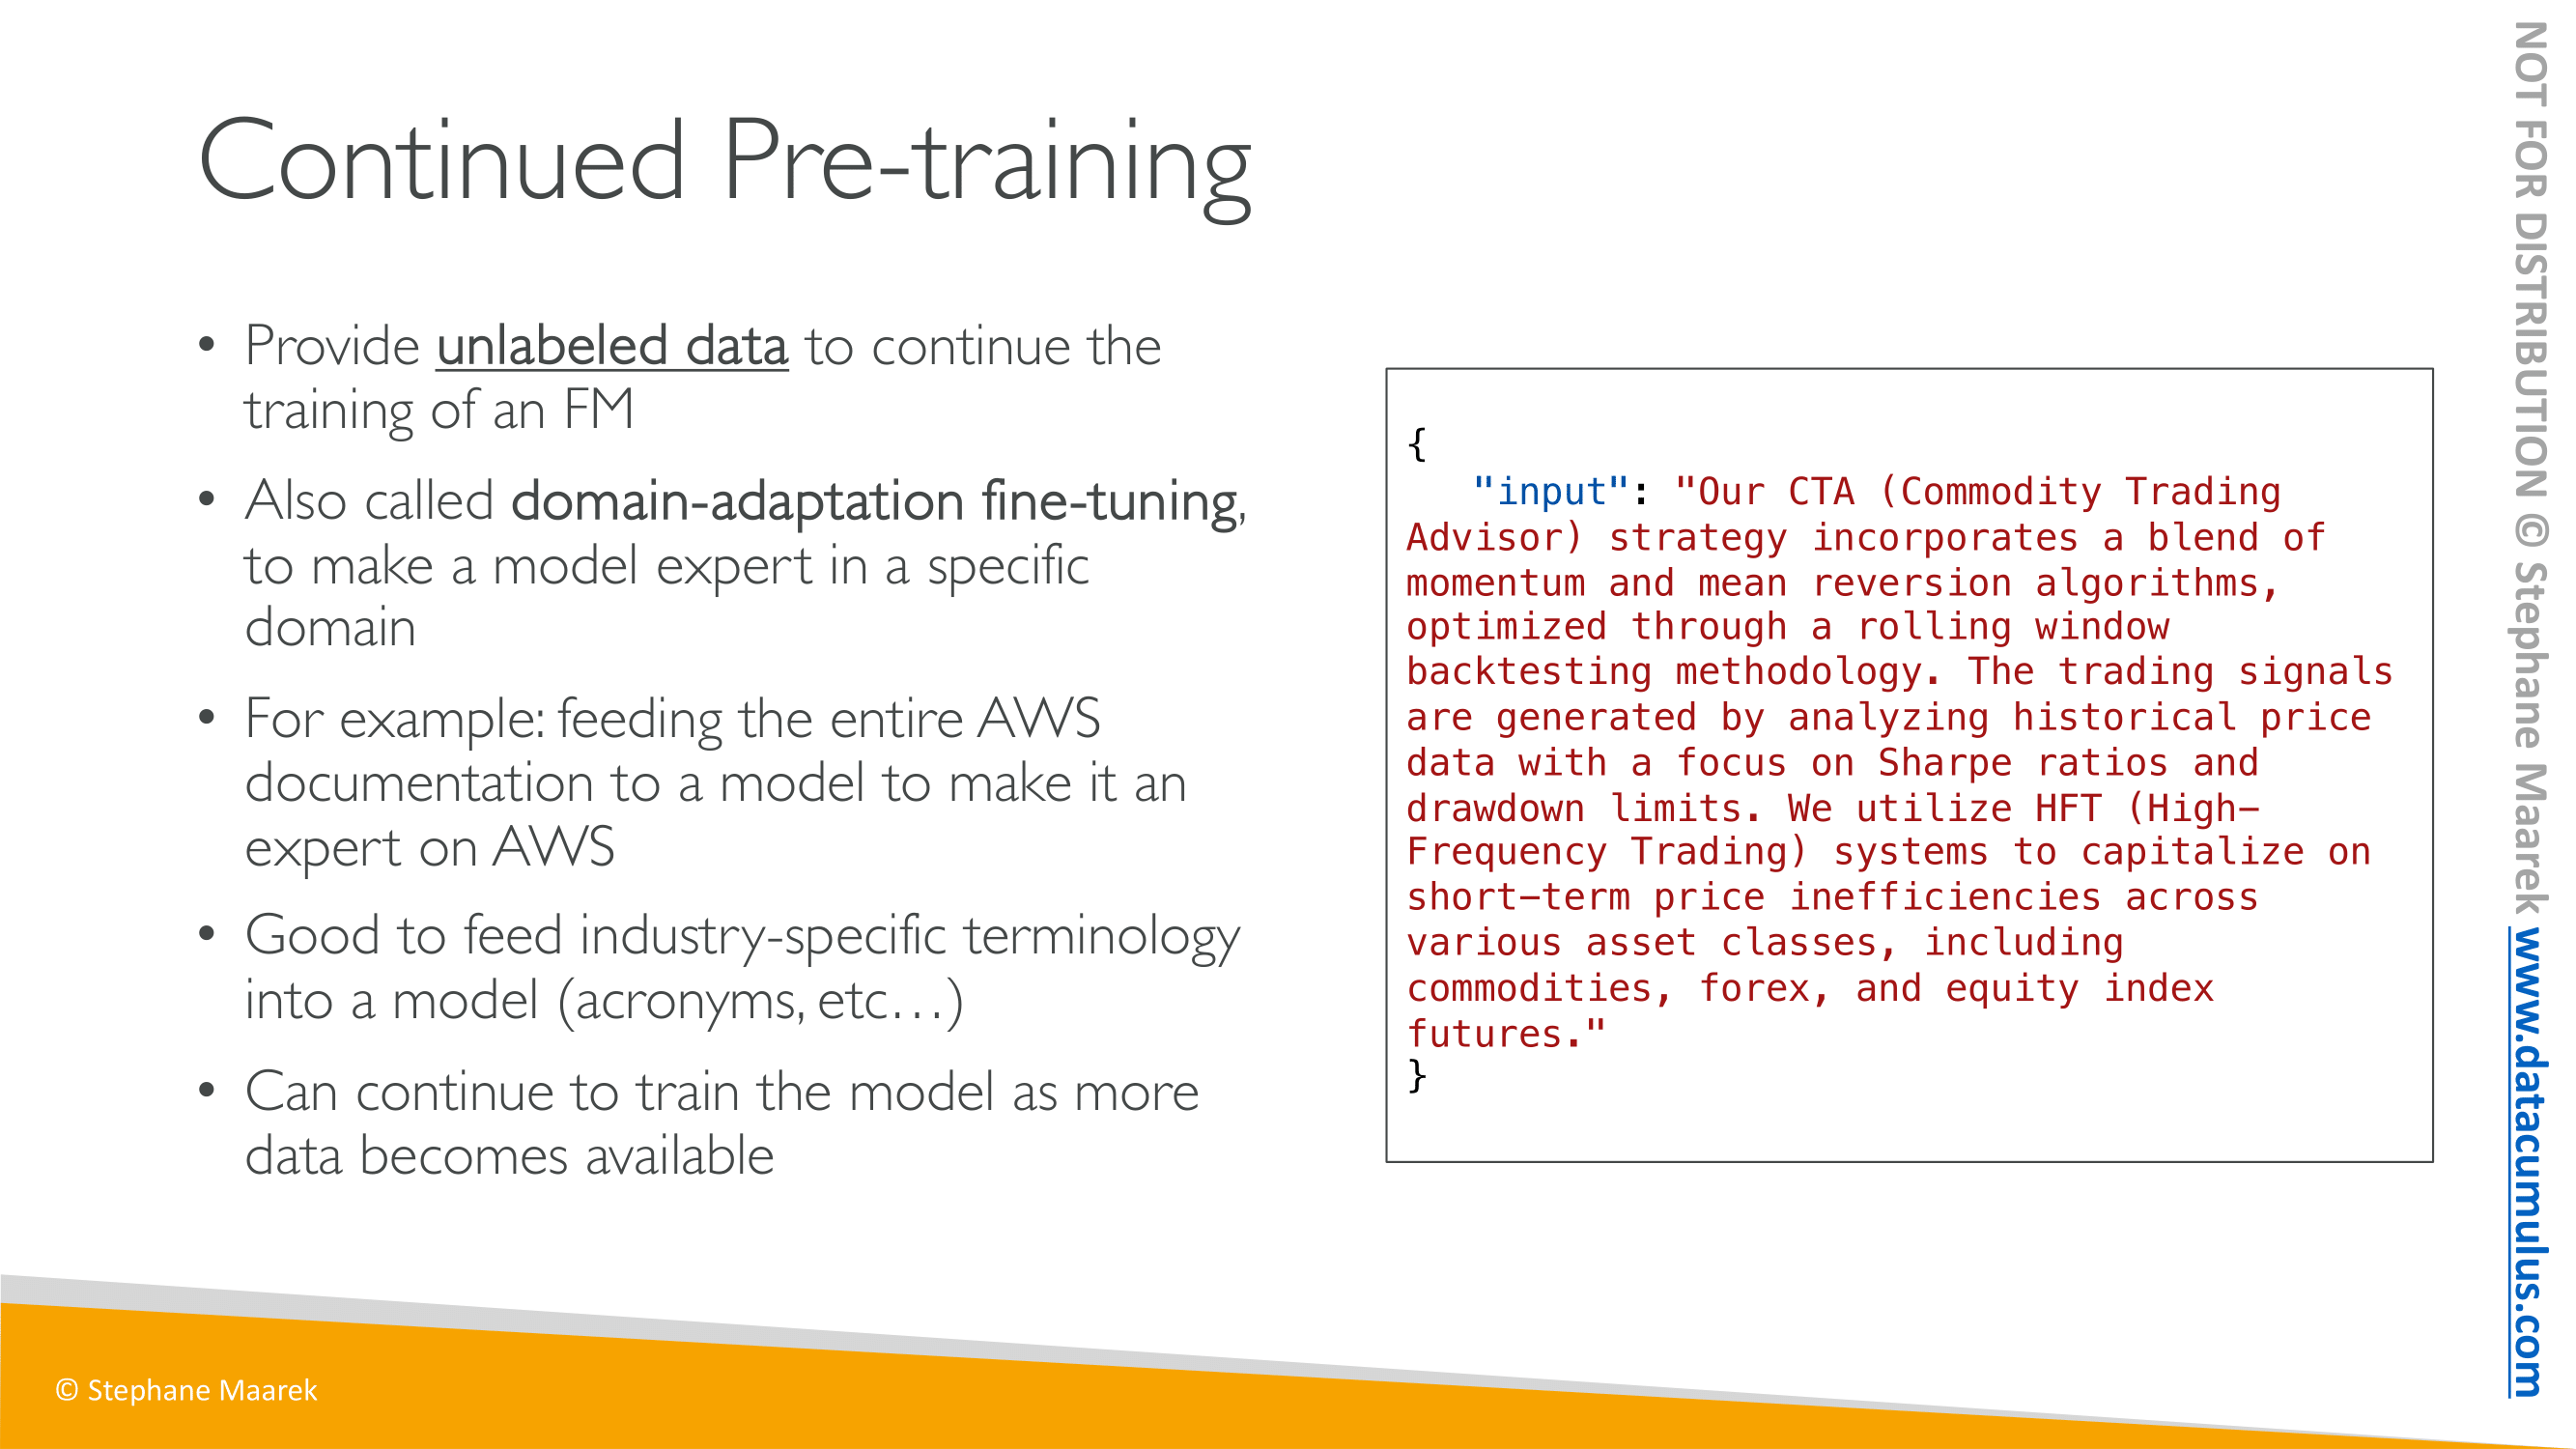 Continued Pre-training
• Provide unlabeled data to continue the
training of an FM
• Also called domain-adaptation fine-tuning,
to make a model expert in a specific
domain
• For example: feeding the entire AWS
documentation to a model to make it an
expert on AWS
• Good to feed industry-specific terminology
into a model (acronyms, etc…)
• Can continue to train the model as more
data becomes available
{
"input": "Our CTA (Commodity Trading
Advisor) strategy incorporates a blend of
momentum and mean reversion algorithms,
optimized through a rolling window
backtesting methodology. The trading signals
are generated by analyzing historical price
data with a focus on Sharpe ratios and
drawdown limits. We utilize HFT (High-
Frequency Trading) systems to capitalize on
short-term price inefficiencies across
various asset classes, including
commodities, forex, and equity index
futures."
}
NOT FOR DISTRIBUTION © Stephane Maarek www.datacumulus.com
© Stephane Maarek